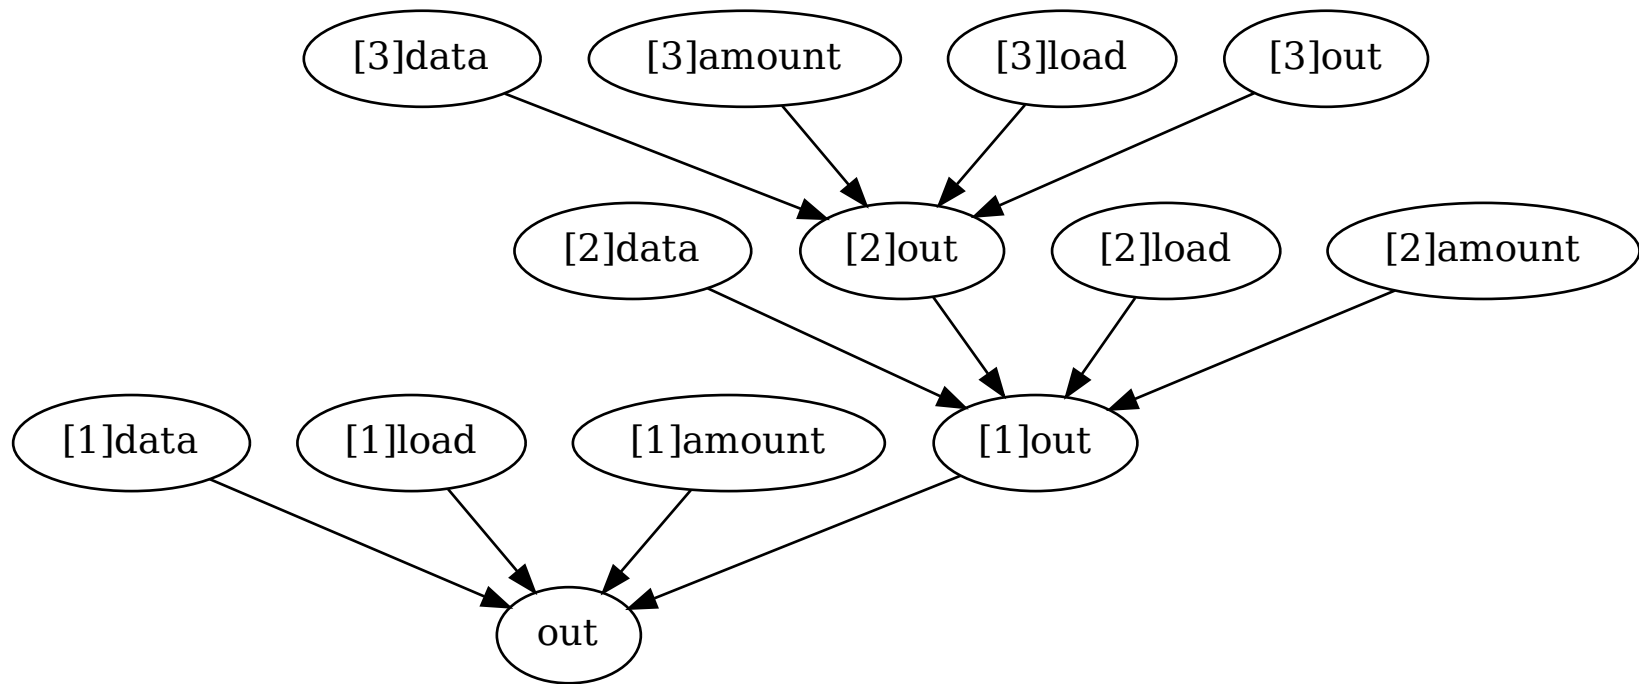 [3]data
[3]amount
[3]load
[3]out
[2]data
[2]out
[2]load
[2]amount
[1]data
[1]load
[1]amount
[1]out
out